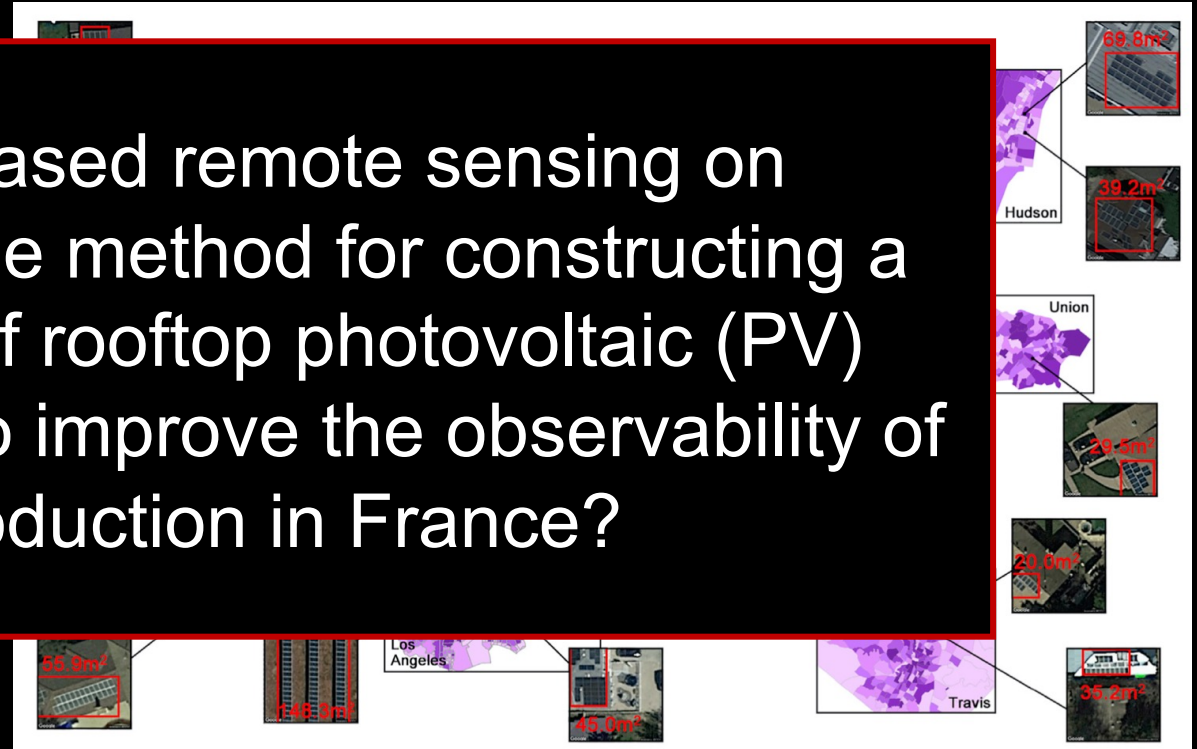 69.8m²
ased remote sensing on
e method for constructing a
39.2m²
Hudson
f rooftop photovoltaic (PV)
Union
improve the observability of
29.5m²
oduction in France?
20.0m²
Los
Angeles
55.9m²
148.3m²
45.0m²
Travis
35.2m²
Google